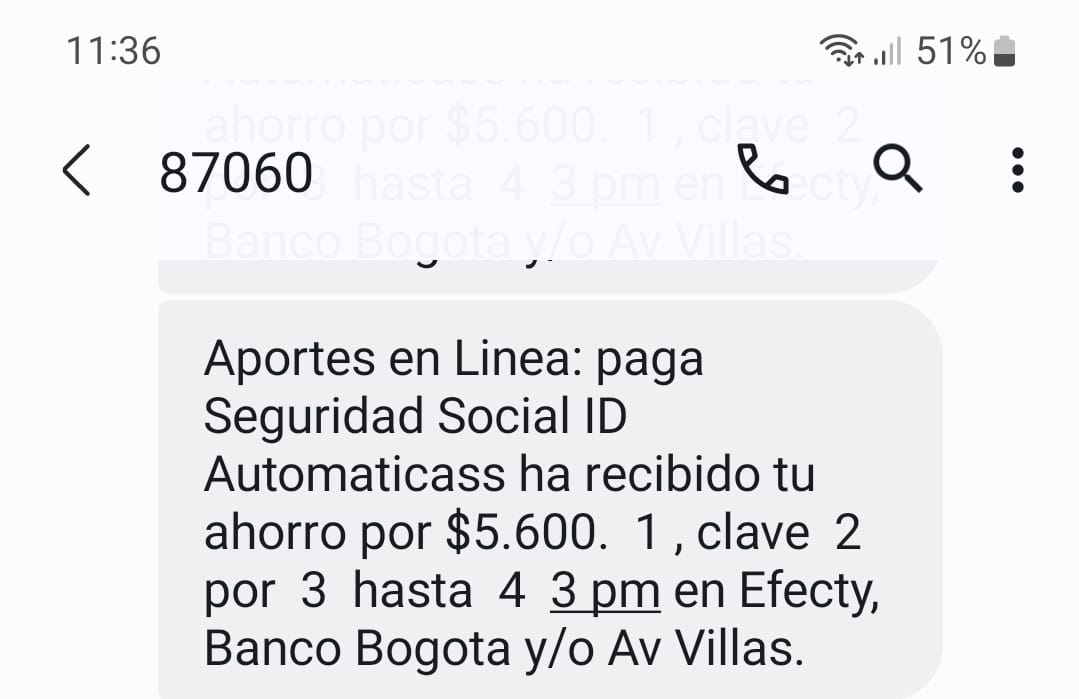 11:36 51%
ahorro por $5.600. 1 , clave 2
87060
por 3 hasta 4 3 pm en Efecty,
Banco Bogota y/o Av Villas.
Aportes en Linea: paga
Seguridad Social ID
Automaticass ha recibido tu
ahorro por $5.600. 1 , clave 2
por 3 hasta 4 3 pm en Efecty,
Banco Bogota y/o Av Villas.